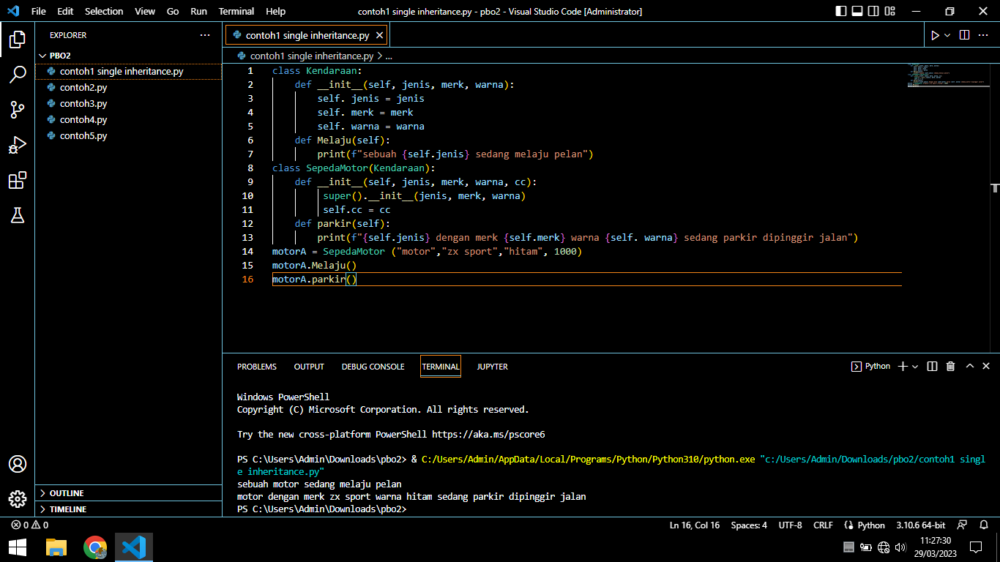 File Edit Selection View Go Run Terminal Help contoh1 single inheritance.py - pbo2 - Visual Studio Code [Administrator]
EXPLORER
PBO2
contoh1 single inheritance.py
contoh2.py
contoh3.py
contoh4.py
contoh5.py
OUTLINE
TIMELINE
contoh1 single inheritance.py
contoh1 single inheritance.py > ...
1 class Kendaraan:
2 def __init__(self, jenis, merk, warna):
3 self. jenis = jenis
4 self. merk = merk
5 self. warna = warna
6 def Melaju(self):
7 print(f"sebuah {self.jenis} sedang melaju pelan")
8 class SepedaMotor(Kendaraan):
9 def __init__(self, jenis, merk, warna, cc):
10 super().__init__(jenis, merk, warna)
11 self.cc = cc
12 def parkir(self):
13 print(f"{self.jenis} dengan merk {self.merk} warna {self. warna} sedang parkir dipinggir jalan")
14 motorA = SepedaMotor ("motor","zx sport","hitam", 1000)
15 motorA.Melaju()
16 motorA.parkir()
PROBLEMS OUTPUT DEBUG CONSOLE TERMINAL JUPYTER Python
Windows PowerShell
Copyright (C) Microsoft Corporation. All rights reserved.
Try the new cross-platform PowerShell https://aka.ms/pscore6
PS C:\Users\Admin\Downloads\pbo2> & C:/Users/Admin/AppData/Local/Programs/Python/Python310/python.exe "c:/Users/Admin/Downloads/pbo2/contoh1 singl
e inheritance.py"
sebuah motor sedang melaju pelan
motor dengan merk zx sport warna hitam sedang parkir dipinggir jalan
PS C:\Users\Admin\Downloads\pbo2>
0 0 Ln 16, Col 16 Spaces: 4 UTF-8 CRLF Python 3.10.6 64-bit
11:27:30
29/03/2023